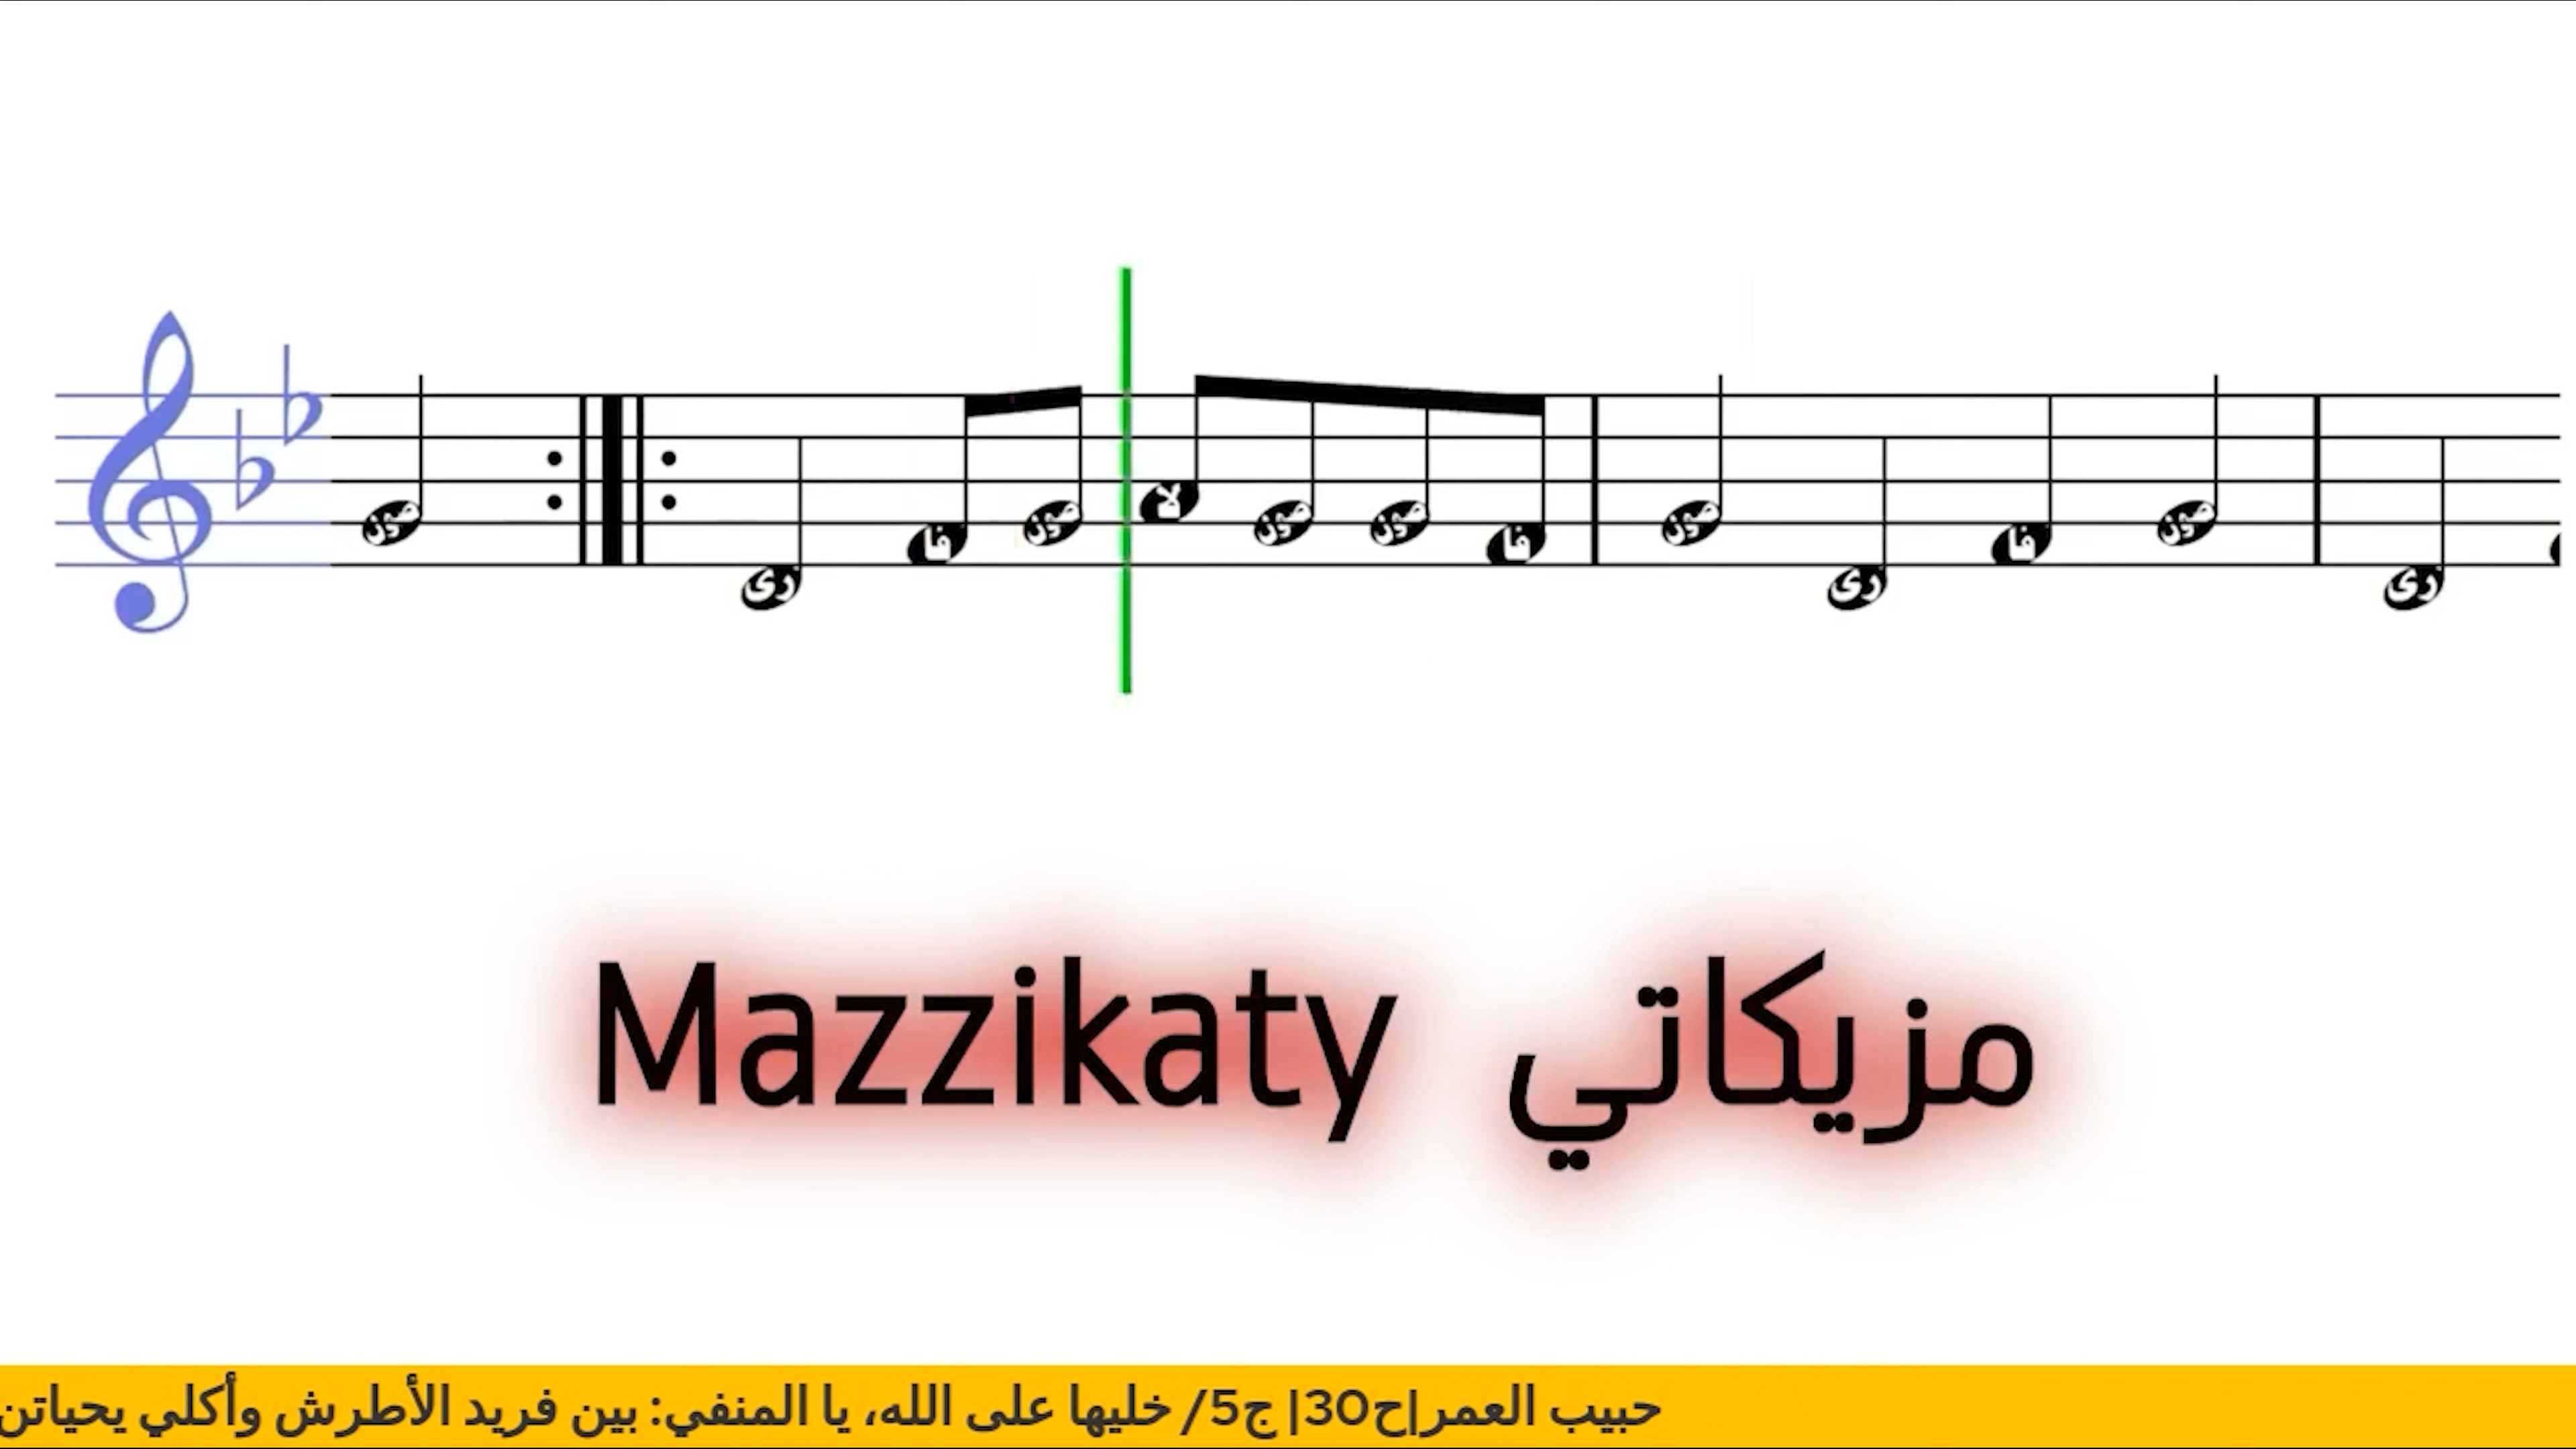 صول ري فا صول لا صول صول فا صول ري فا صول ري
Mazzikaty مزيكاتي
حبيب العمر|ح30| ج5/ خليها على الله، يا المنفي: بين فريد الأطرش وأكلي يحياتن